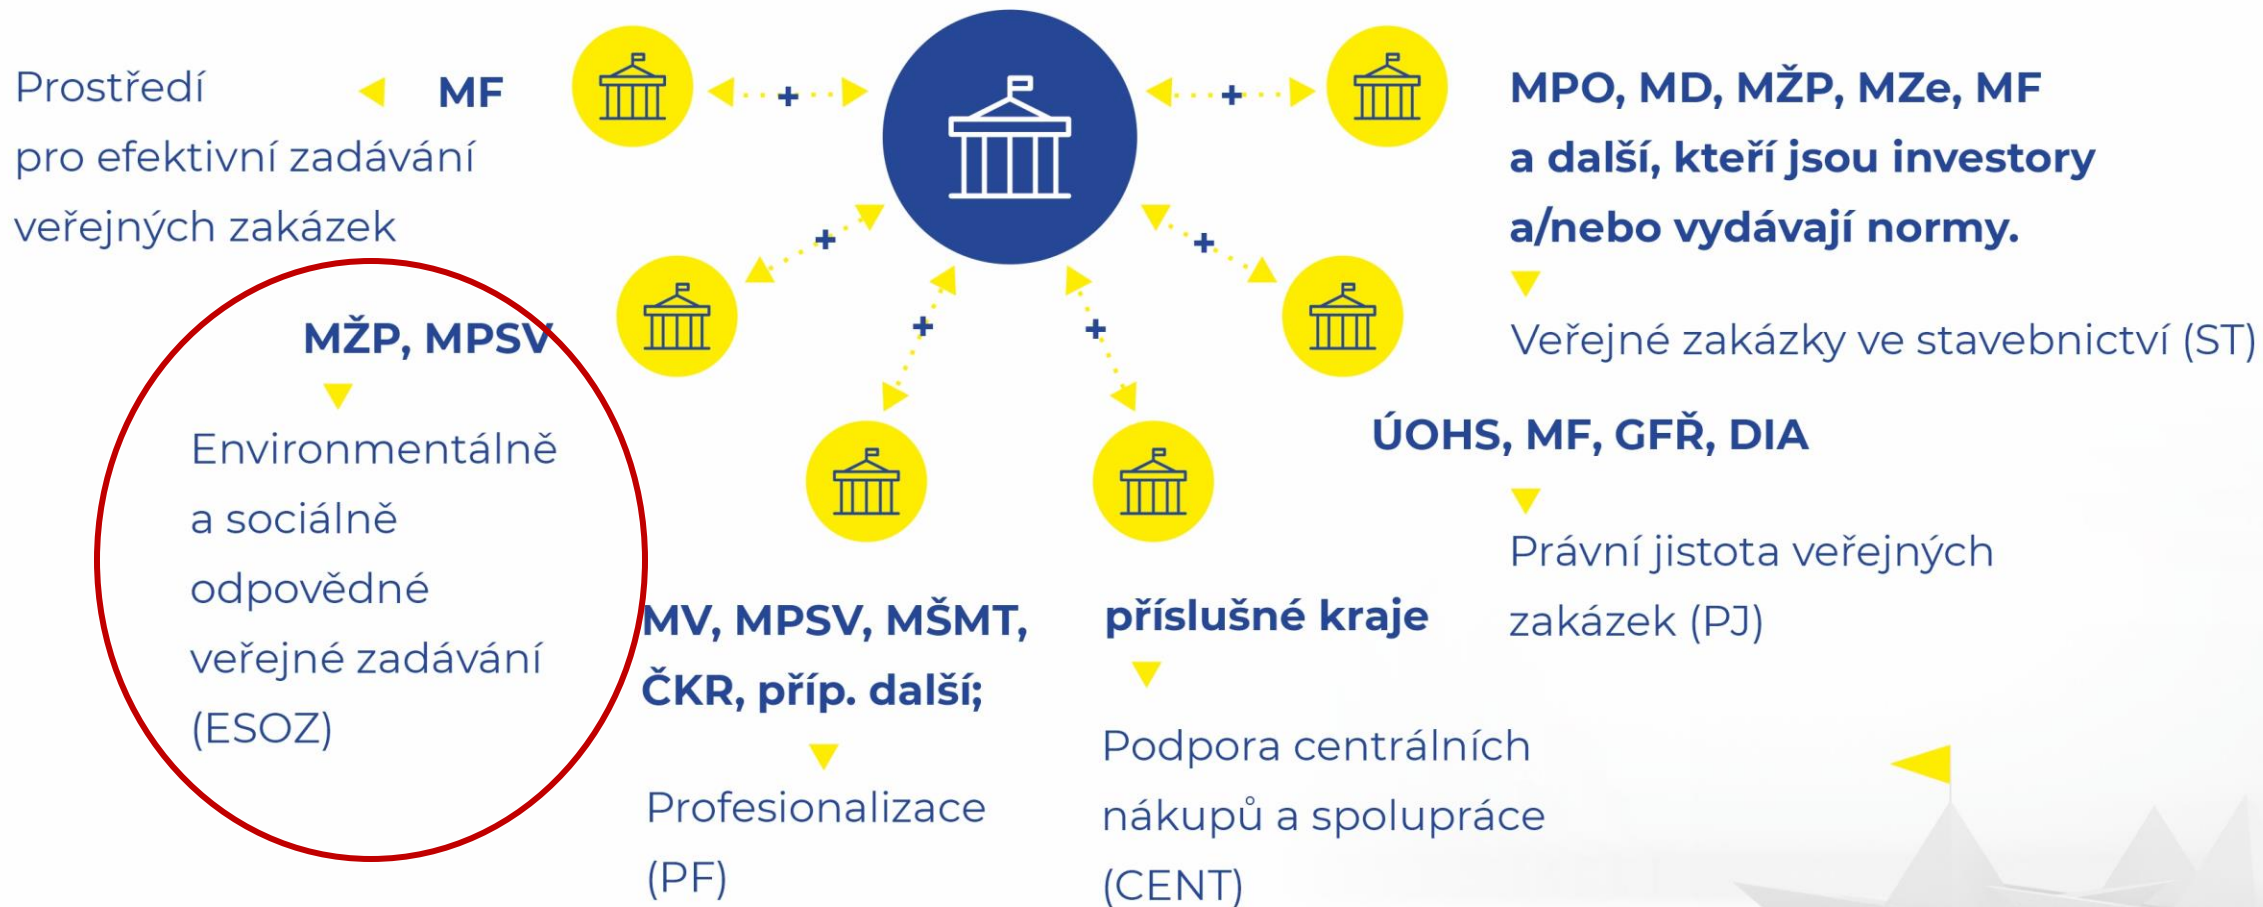 MF
Prostředí
pro efektivní zadávání
veřejných zakázek
MŽP, MPSV
Environmentálně
a sociálně
odpovědné
veřejné zadávání
(ESOZ)
MV, MPSV, MŠMT,
ČKR, příp. další;
Profesionalizace
(PF)
příslušné kraje
Podpora centrálních
nákupů a spolupráce
(CENT)
ÚOHS, MF, GFŘ, DIA
Právní jistota veřejných
zakázek (PJ)
MPO, MD, MŽP, MZe, MF
a další, kteří jsou investory
a/nebo vydávají normy.
Veřejné zakázky ve stavebnictví (ST)
+
+
+
+
+
+